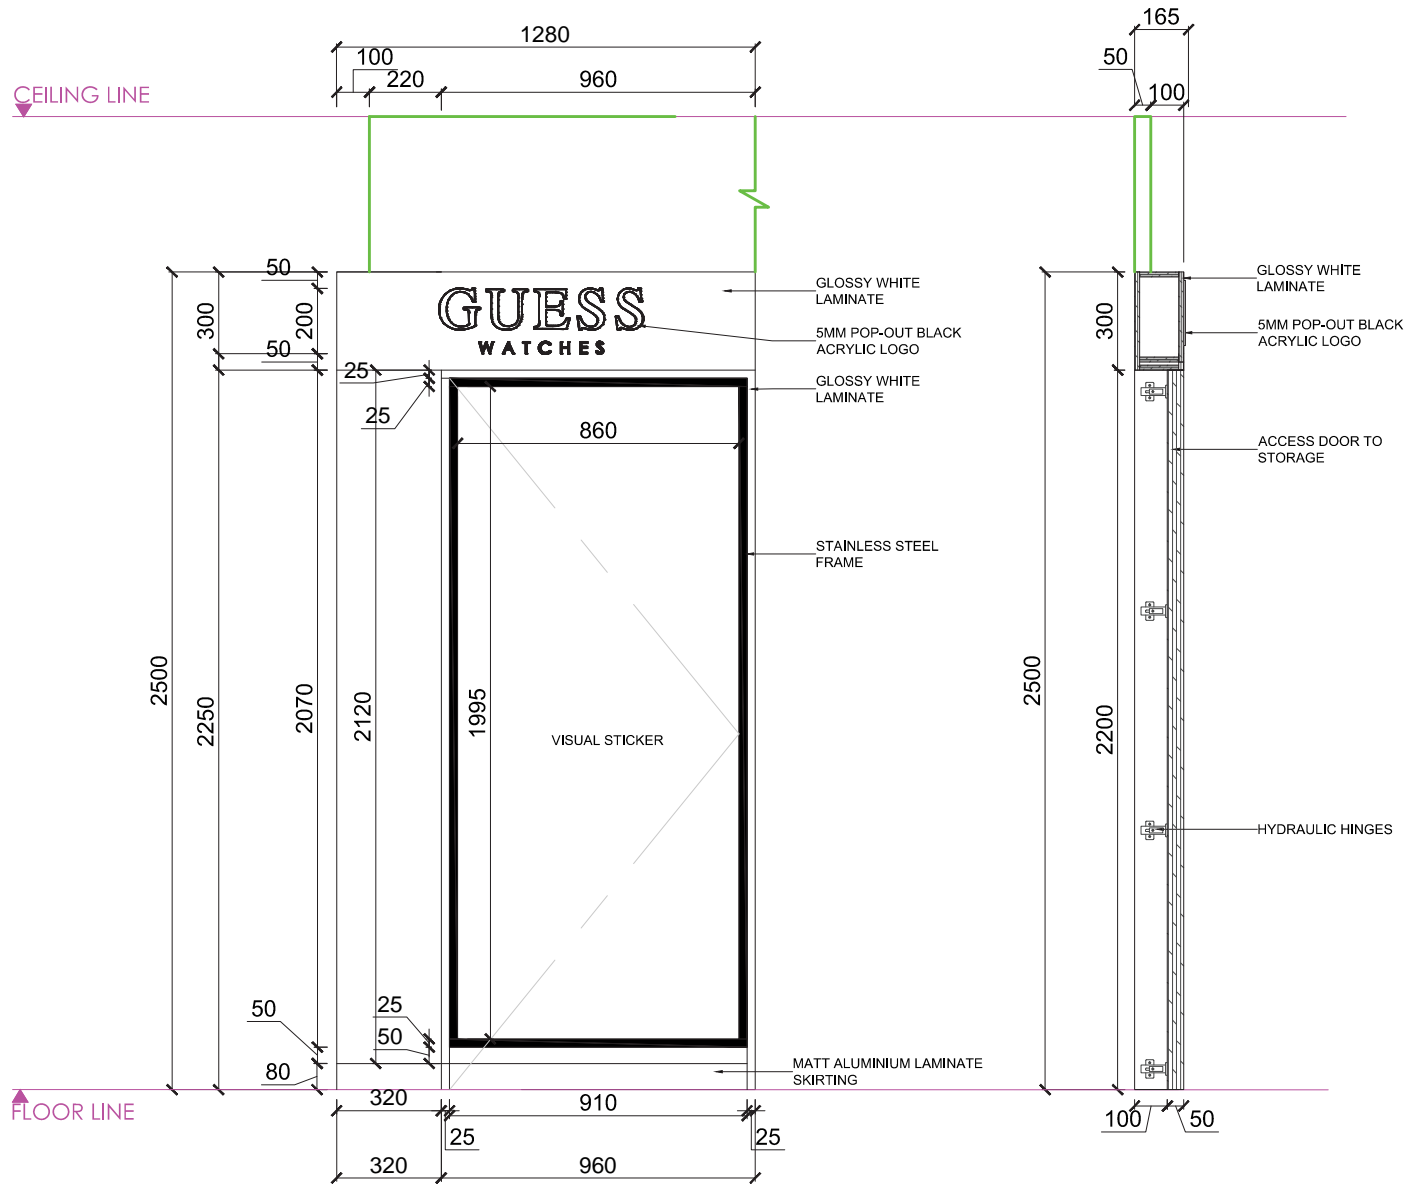 1280
165
100
50
220
960
100
CEILING LINE
50
300
200
50
25
25
GUESS
WATCHES
GLOSSY WHITE
LAMINATE
5MM POP-OUT BLACK
ACRYLIC LOGO
GLOSSY WHITE
LAMINATE
860
300
GLOSSY WHITE
LAMINATE
5MM POP-OUT BLACK
ACRYLIC LOGO
ACCESS DOOR TO
STORAGE
STAINLESS STEEL
FRAME
2500
2250
2070
2120
1995
VISUAL STICKER
2500
2200
HYDRAULIC HINGES
50
25
50
80
MATT ALUMINIUM LAMINATE
SKIRTING
FLOOR LINE
320
910
25
25
100
50
320
960